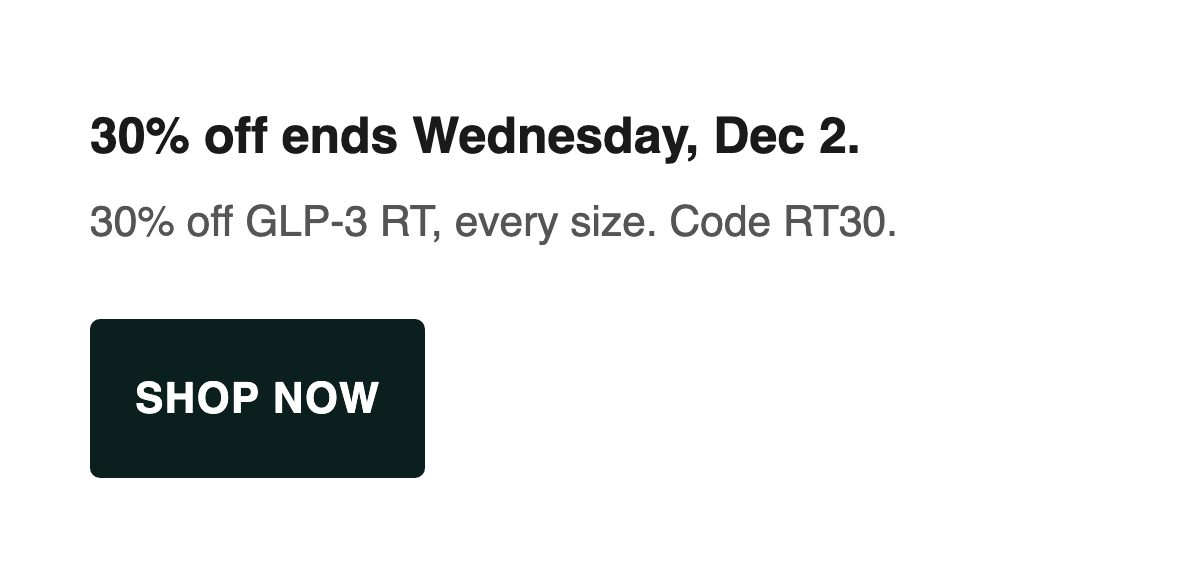 30% off ends Wednesday, Dec 2.
30% off GLP-3 RT, every size. Code RT30.
SHOP NOW